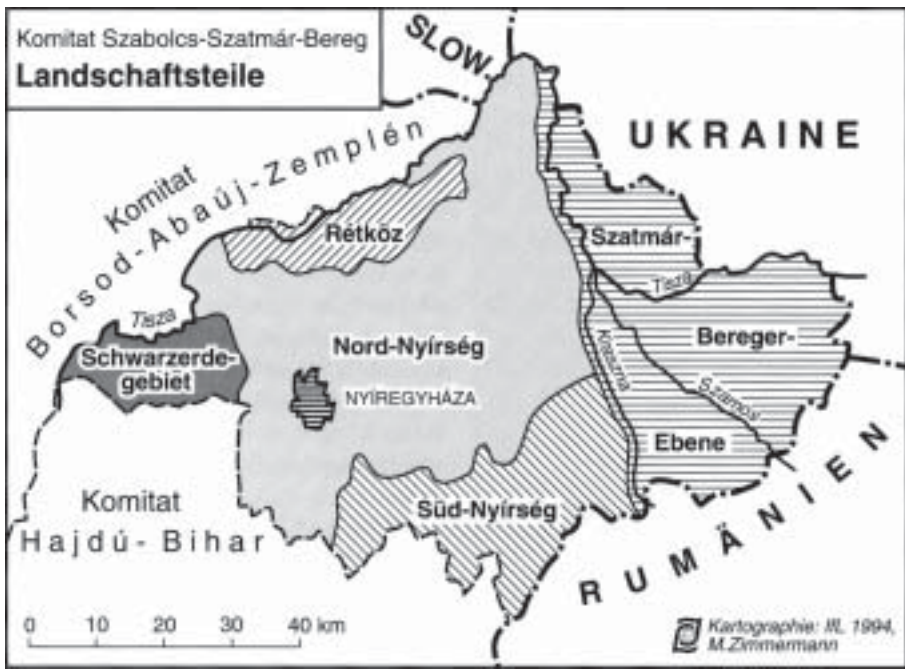 Komitat Szabolcs-Szatmár-Bereg
Landschaftsteile
SLOW.
UKRAINE
Komitat
Borsod-Abaúj-Zemplén
Rétköz
Szatmár-
Tisza
Tisza
Schwarzerde-
gebiet
Nord-Nyírség
Bereger-
NYÍREGYHÁZA
Kraszna
Szamos
Ebene
Komitat
Hajdú-Bihar
Süd-Nyírség
RUMÄNIEN
0 10 20 30 40 km
Kartographie: IfL 1994,
M.Zimmermann